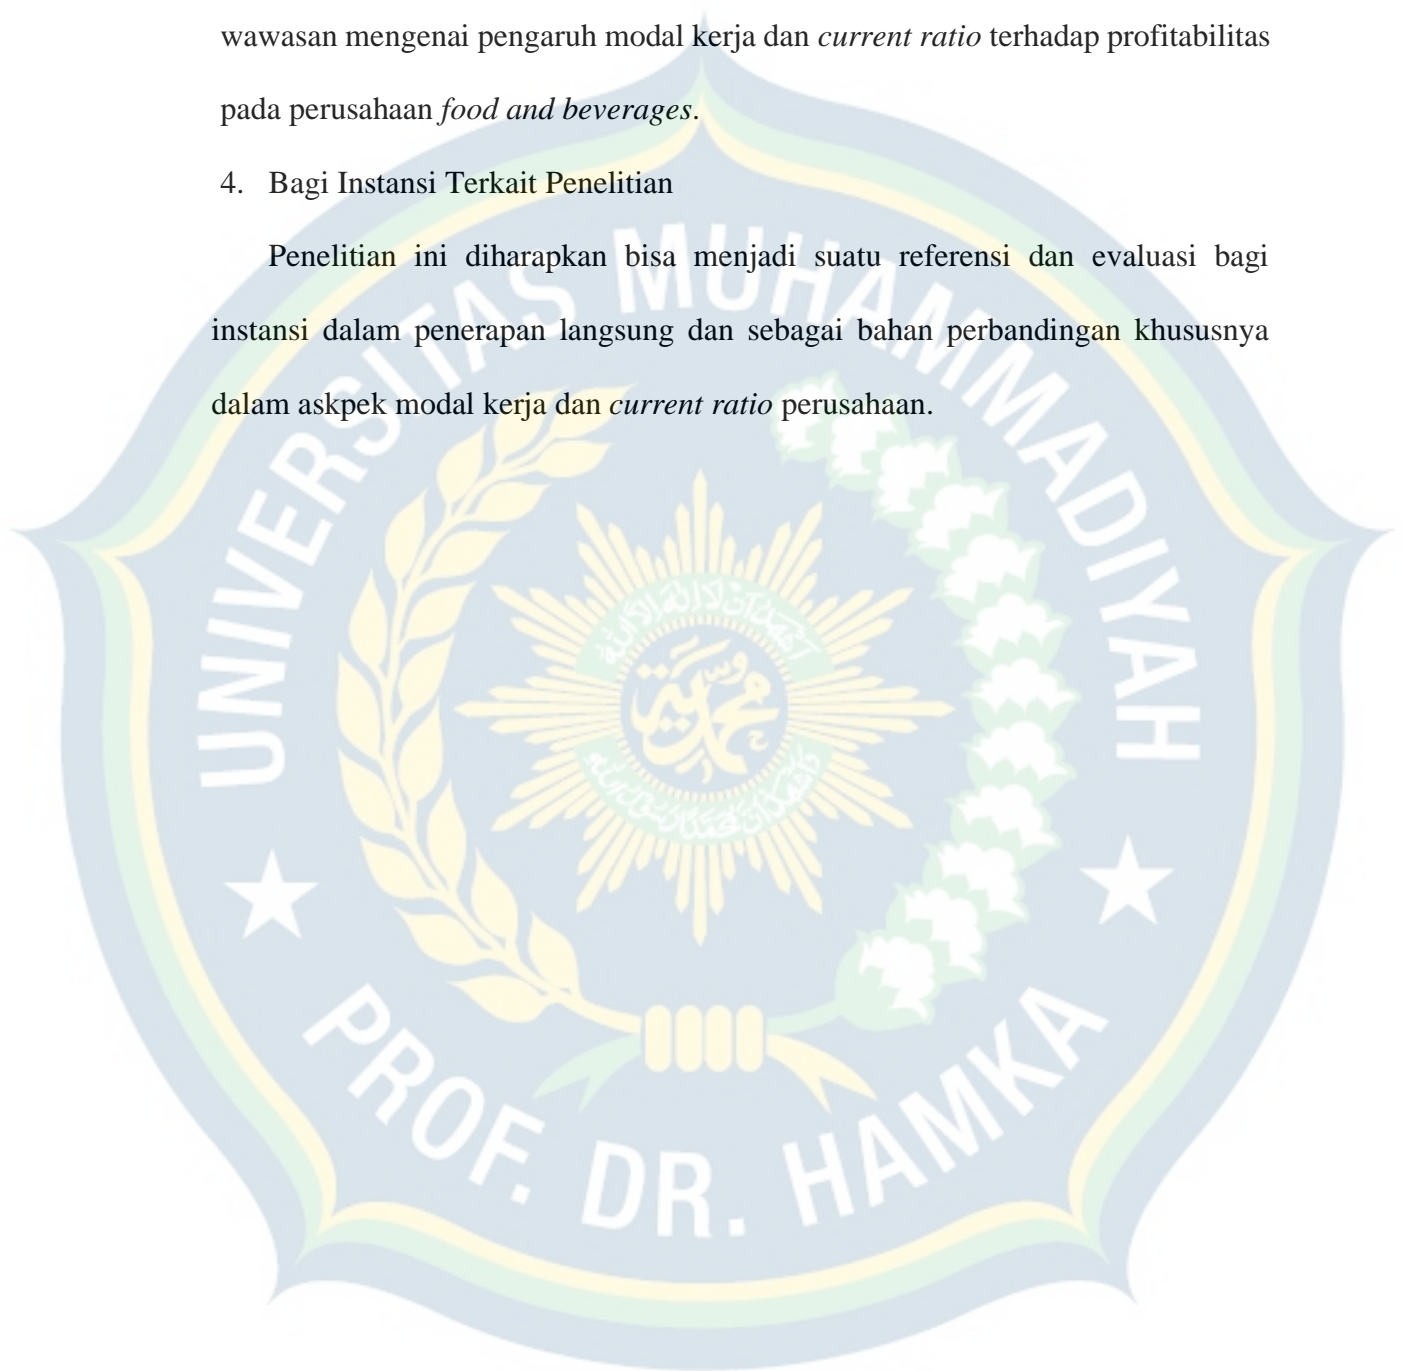 wawasan mengenai pengaruh modal kerja dan current ratio terhadap profitabilitas
pada perusahaan food and beverages.
4. Bagi Instansi Terkait Penelitian
Penelitian ini diharapkan bisa menjadi suatu referensi dan evaluasi bagi
instansi dalam penerapan langsung dan sebagai bahan perbandingan khususnya
dalam askpek modal kerja dan current ratio perusahaan.
UNIVERSITAS MUHAMMADIYAH
محمدية
PROF. DR. HAMKA